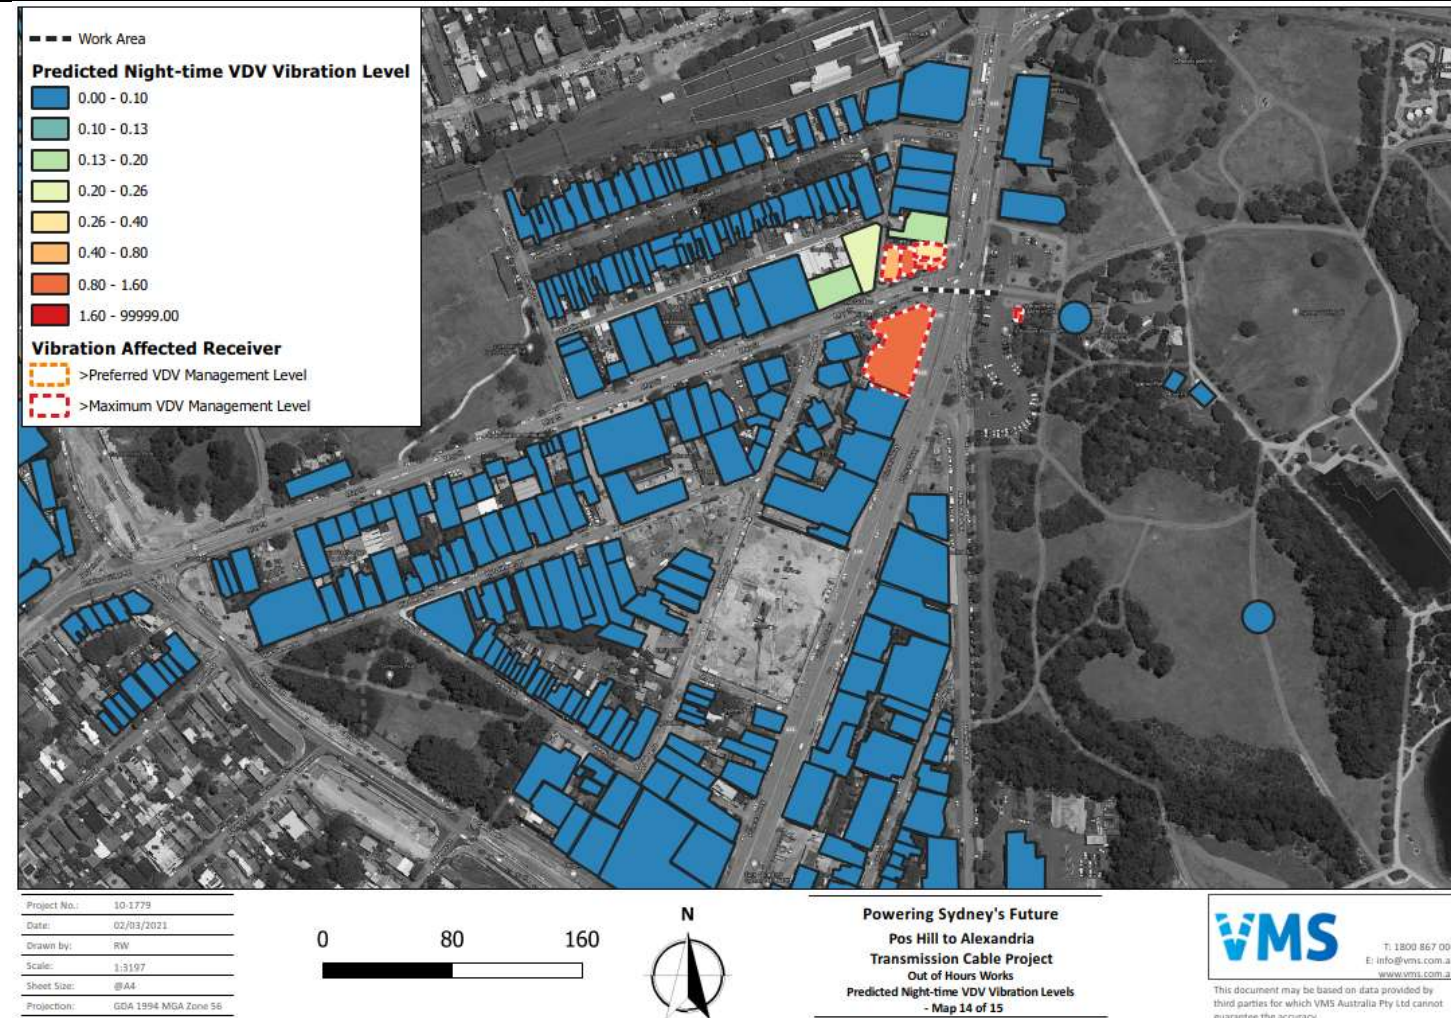 Work Area
Predicted Night-time VDV Vibration Level
0.00 - 0.10
0.10 - 0.13
0.13 - 0.20
0.20 - 0.26
0.26 - 0.40
0.40 - 0.80
0.80 - 1.60
1.60 - 99999.00
Vibration Affected Receiver
>Preferred VDV Management Level
>Maximum VDV Management Level
Project No.: 10-1779
Date: 02/03/2021
Drawn by: RW
Scale: 1:3197
Sheet Size: @A4
Projection: GDA 1994 MGA Zone 56
0 80 160
N
Powering Sydney's Future
Pos Hill to Alexandria
Transmission Cable Project
Out of Hours Works
Predicted Night-time VDV Vibration Levels
- Map 14 of 15
VMS
T: 1800 867 00
E: info@vms.com.a
www.vms.com.a
This document may be based on data provided by
third parties for which VMS Australia Pty Ltd cannot
guarantee the accuracy